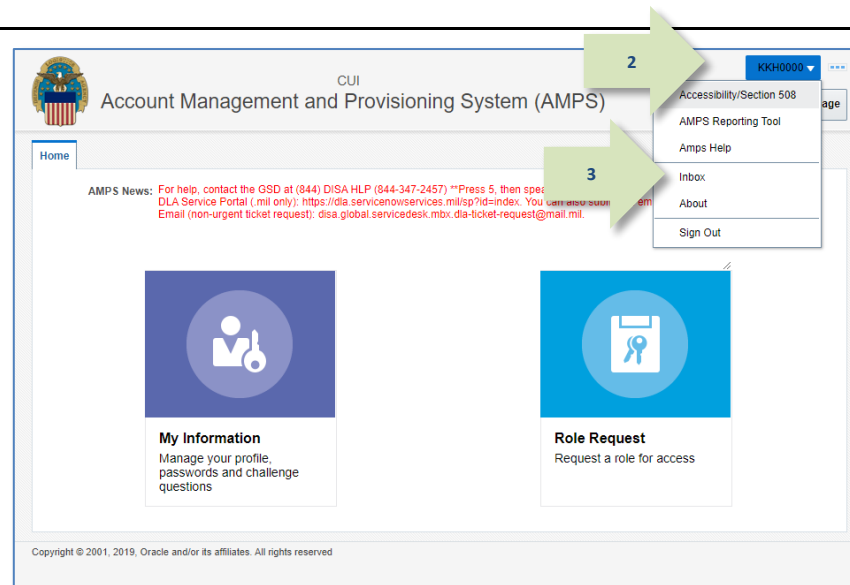 2
CUI
KKH0000
Account Management and Provisioning System (AMPS)
Accessibility/Section 508
age
AMPS Reporting Tool
Amps Help
Home
3
Inbox
AMPS News: For help, contact the GSD at (844) DISA HLP (844-347-2457) **Press 5, then
DLA Service Portal (.mil only): https://dla.servicenowservices.mil/sp?id=index. You can also
About
Email (non-urgent ticket request): disa.global.servicedesk.mbx.dla-ticket-request@mail.mil.
Sign Out
My Information
Manage your profile,
passwords and challenge
questions
Role Request
Request a role for access
Copyright © 2001, 2019, Oracle and/or its affiliates. All rights reserved